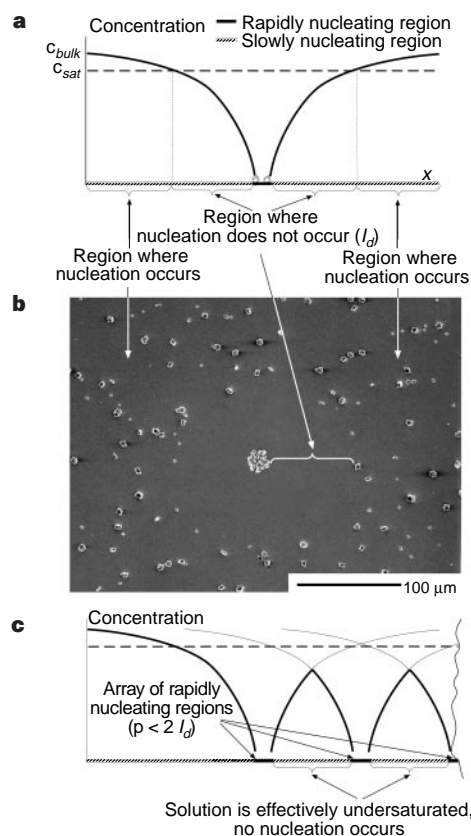 a
Concentration
Rapidly nucleating region
Slowly nucleating region
c_bulk
c_sat
x
Region where
nucleation does not occur (l_d)
Region where
nucleation occurs
Region where
nucleation occurs
b
100 μm
c
Concentration
Array of rapidly
nucleating regions
(p < 2 l_d)
Solution is effectively undersaturated,
no nucleation occurs